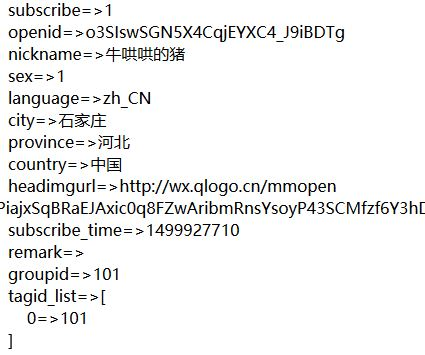 subscribe=>1
openid=>o3SIswSGN5X4CqjEYXC4_J9iBDTg
nickname=>牛哄哄的猪
sex=>1
language=>zh_CN
city=>石家庄
province=>河北
country=>中国
headimgurl=>http://wx.qlogo.cn/mmopen
PiajxSqBRaEJAxic0q8FZwAribmRnsYsoyP43SCMfzf6Y3hD
subscribe_time=>1499927710
remark=>
groupid=>101
tagid_list=>[
0=>101
]